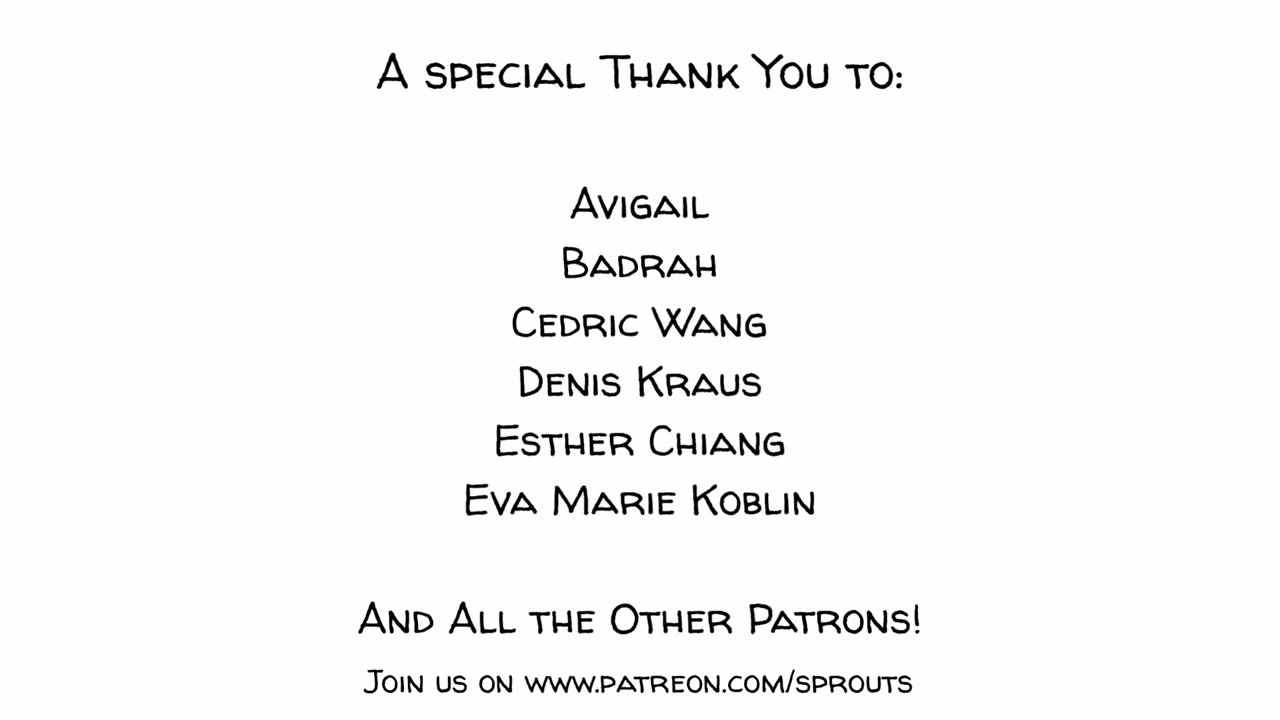 A special Thank You to:
Avigail
Badrah
Cedric Wang
Denis Kraus
Esther Chiang
Eva Marie Koblin
And All the Other Patrons!
Join us on www.patreon.com/sprouts